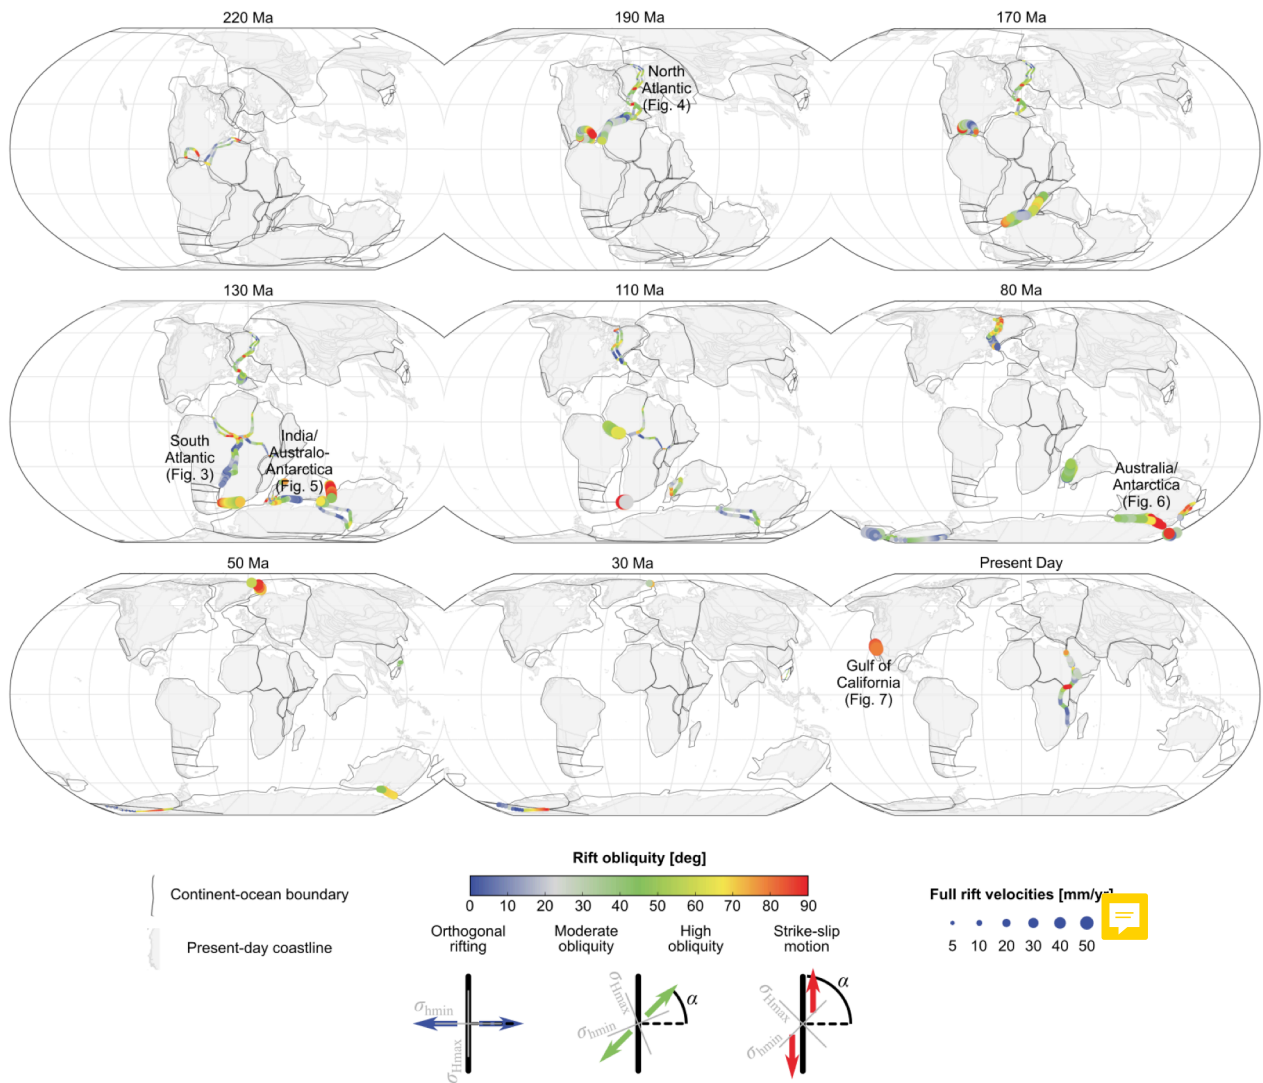 220 Ma
190 Ma
170 Ma
North
Atlantic
(Fig. 4)
130 Ma
110 Ma
80 Ma
South
Atlantic
(Fig. 3)
India/
Australo-
Antarctica
(Fig. 5)
Australia/
Antarctica
(Fig. 6)
50 Ma
30 Ma
Present Day
Gulf of
California
(Fig. 7)
Continent-ocean boundary
Present-day coastline
Rift obliquity [deg]
0 10 20 30 40 50 60 70 80 90
Orthogonal
rifting
Moderate
obliquity
High
obliquity
Strike-slip
motion
σhmin
σHmax
σHmax
σhmin
α
σHmax
σhmin
α
Full rift velocities [mm/yr
5 10 20 30 40 50